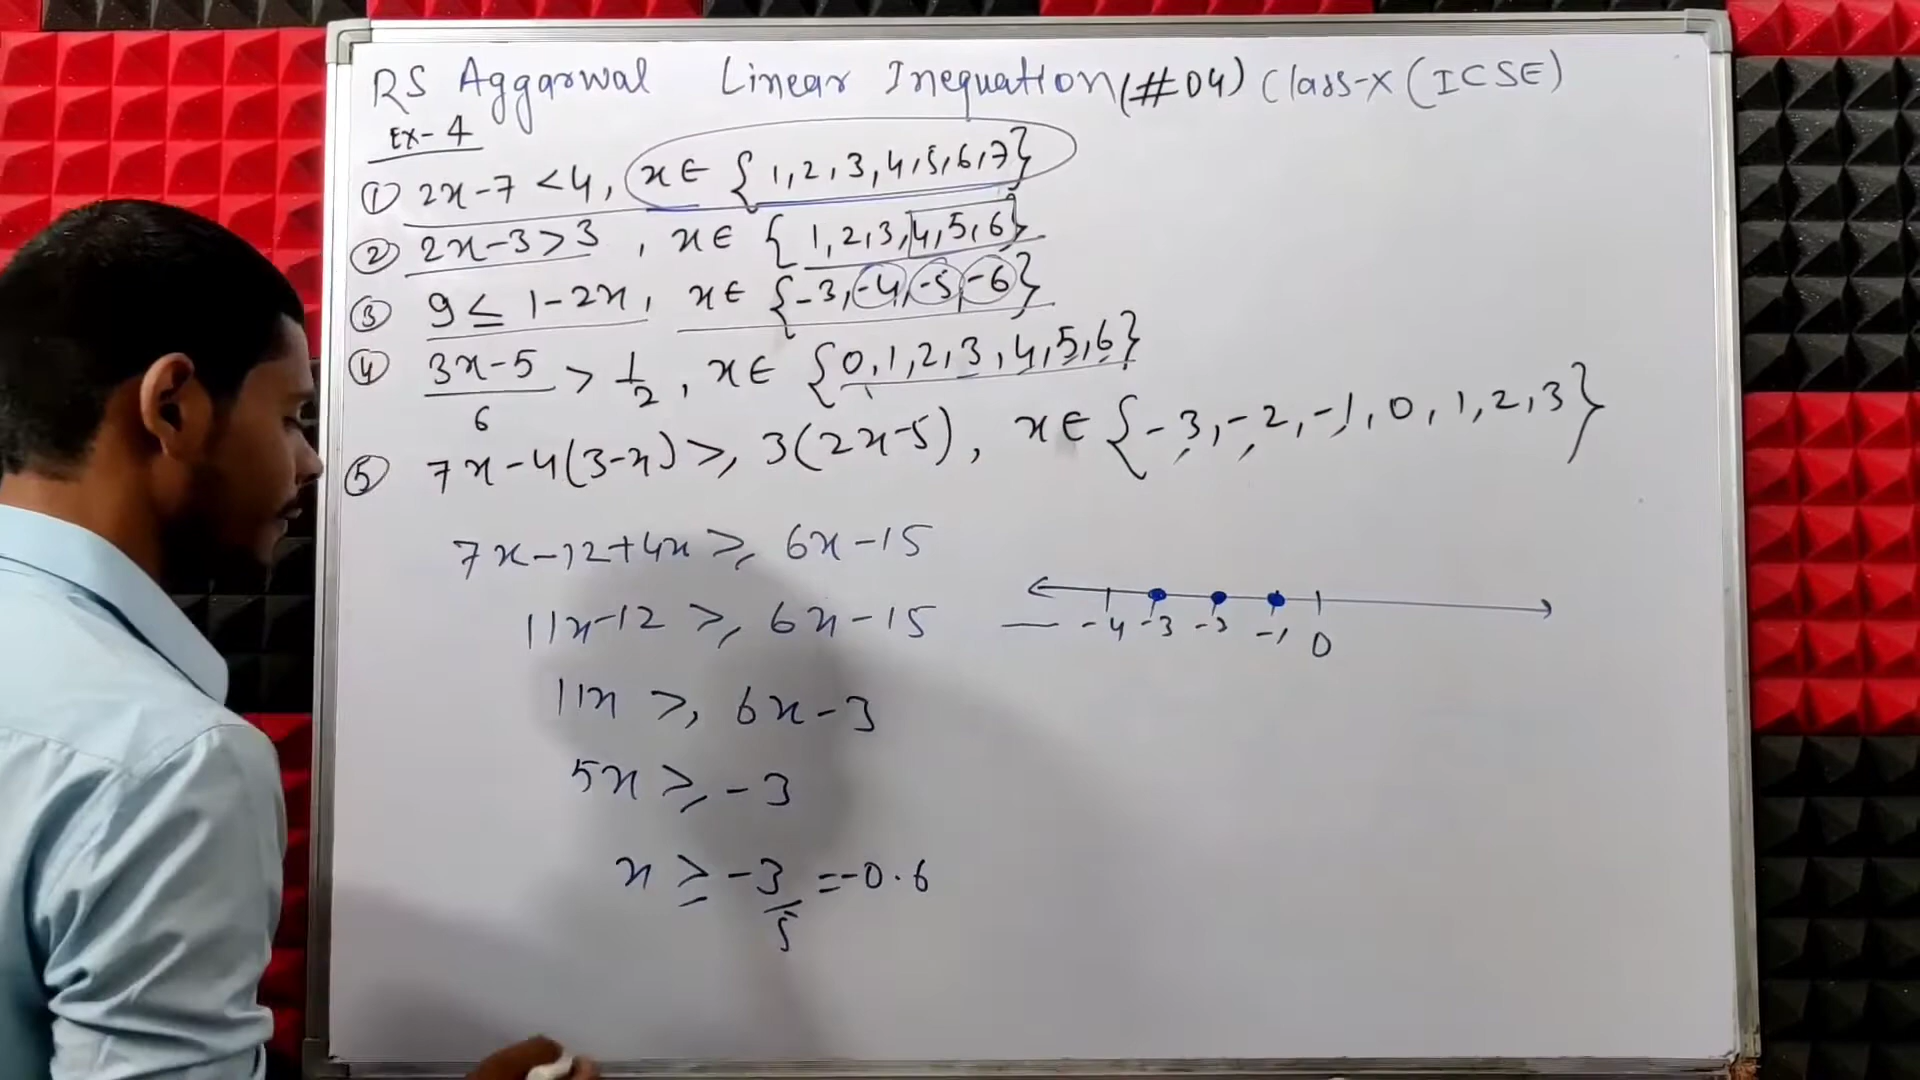 RS Aggarwal Linear Inequation (#04) Class-X (ICSE)
Ex-4
① 2x-7 <4, x∈ {1,2,3,4,5,6,7}
② 2x-3>3 , x∈ {1,2,3,4,5,6}
③ 9 ≤ 1-2x, x∈ {-3,-4,-5,-6}
④ (3x-5)/6 > 1/2, x∈ {0,1,2,3,4,5,6}
⑤ 7x-4(3-x) ≥ 3(2x-5), x∈ {-3,-2,-1,0,1,2,3}
7x-12+4x ≥ 6x-15
11x-12 ≥ 6x-15
11x ≥ 6x-3
5x ≥ -3
x ≥ -3/5 =-0.6
-4 -3 -2 -1 0